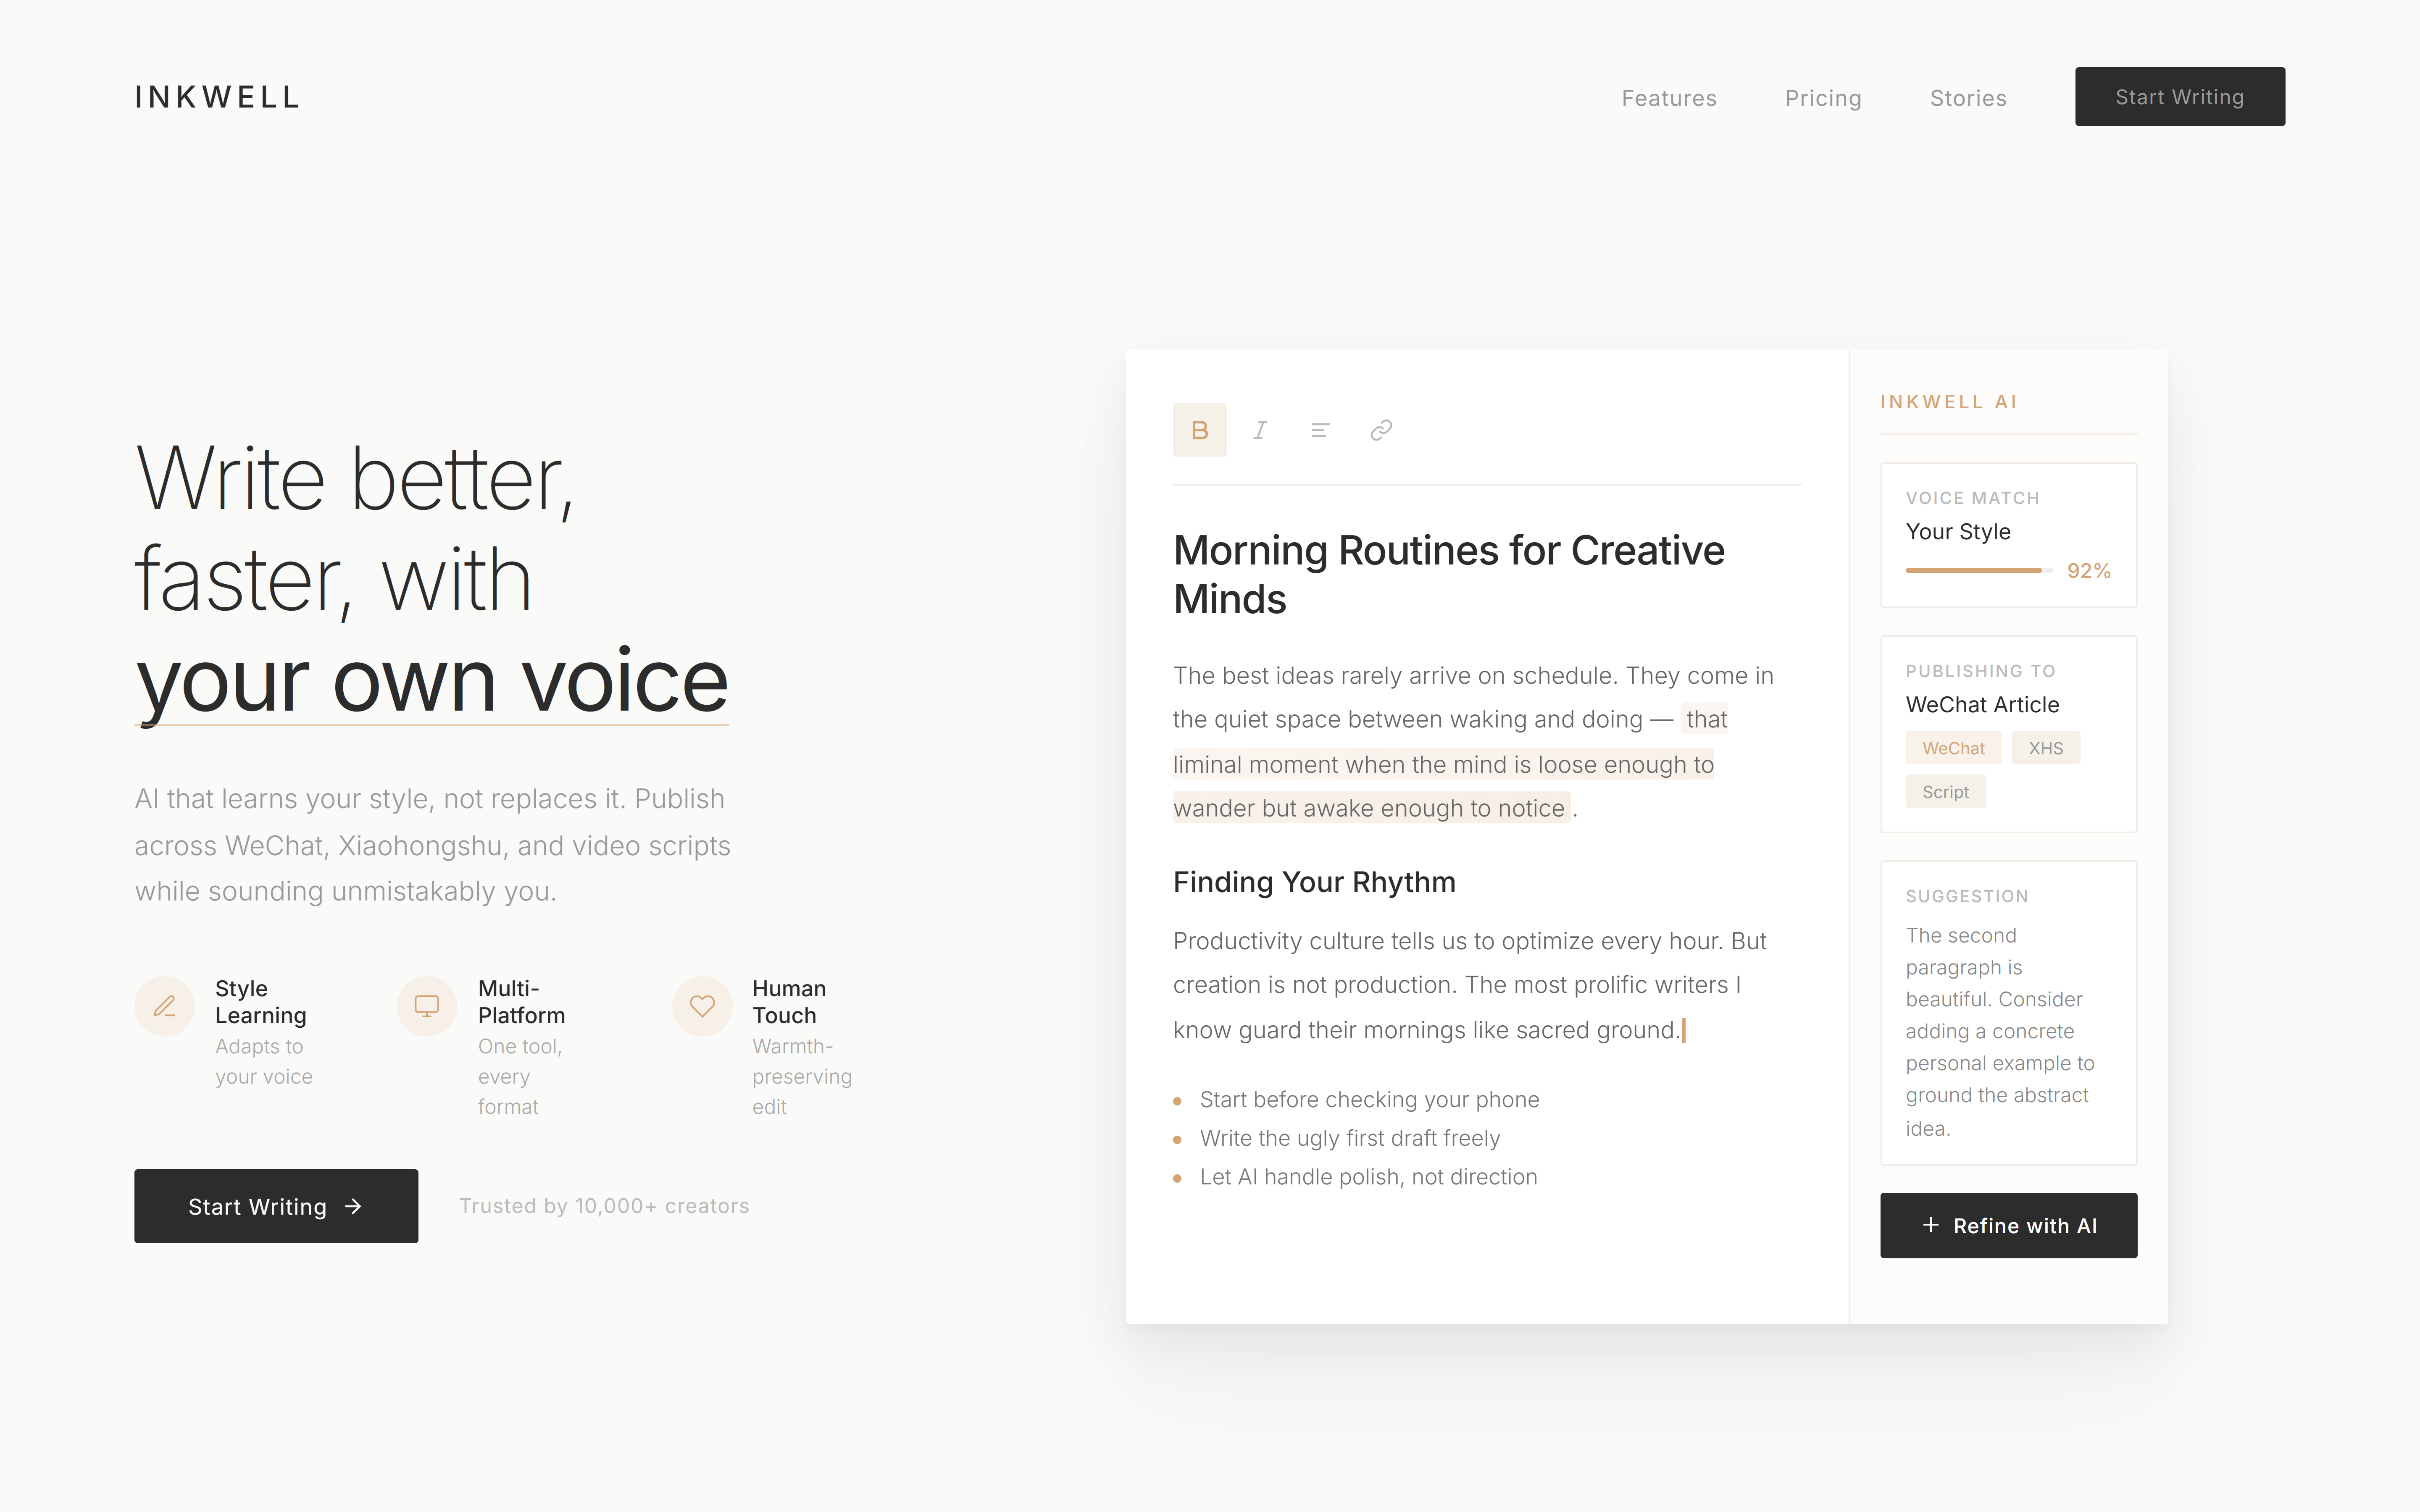 INKWELL
Features
Pricing
Stories
Start Writing
Write better,
faster, with
your own voice
AI that learns your style, not replaces it. Publish
across WeChat, Xiaohongshu, and video scripts
while sounding unmistakably you.
Style
Learning
Adapts to
your voice
Multi-
Platform
One tool,
every
format
Human
Touch
Warmth-
preserving
edit
Start Writing →
Trusted by 10,000+ creators
B I
Morning Routines for Creative
Minds
The best ideas rarely arrive on schedule. They come in
the quiet space between waking and doing — that
liminal moment when the mind is loose enough to
wander but awake enough to notice.
Finding Your Rhythm
Productivity culture tells us to optimize every hour. But
creation is not production. The most prolific writers I
know guard their mornings like sacred ground.
Start before checking your phone
Write the ugly first draft freely
Let AI handle polish, not direction
INKWELL AI
VOICE MATCH
Your Style
92%
PUBLISHING TO
WeChat Article
WeChat
XHS
Script
SUGGESTION
The second
paragraph is
beautiful. Consider
adding a concrete
personal example to
ground the abstract
idea.
+ Refine with AI